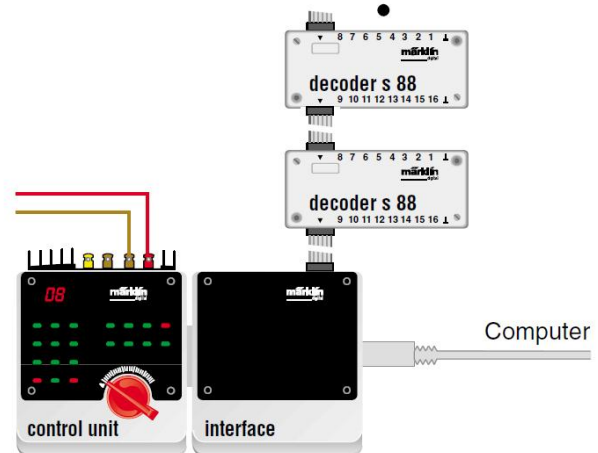 8 7 6 5 4 3 2 1
märklin
digital
decoder s 88
9 10 11 12 13 14 15 16
8 7 6 5 4 3 2 1
märklin
digital
decoder s 88
9 10 11 12 13 14 15 16
08
märklin
digital
märklin
digital
Computer
control unit
interface